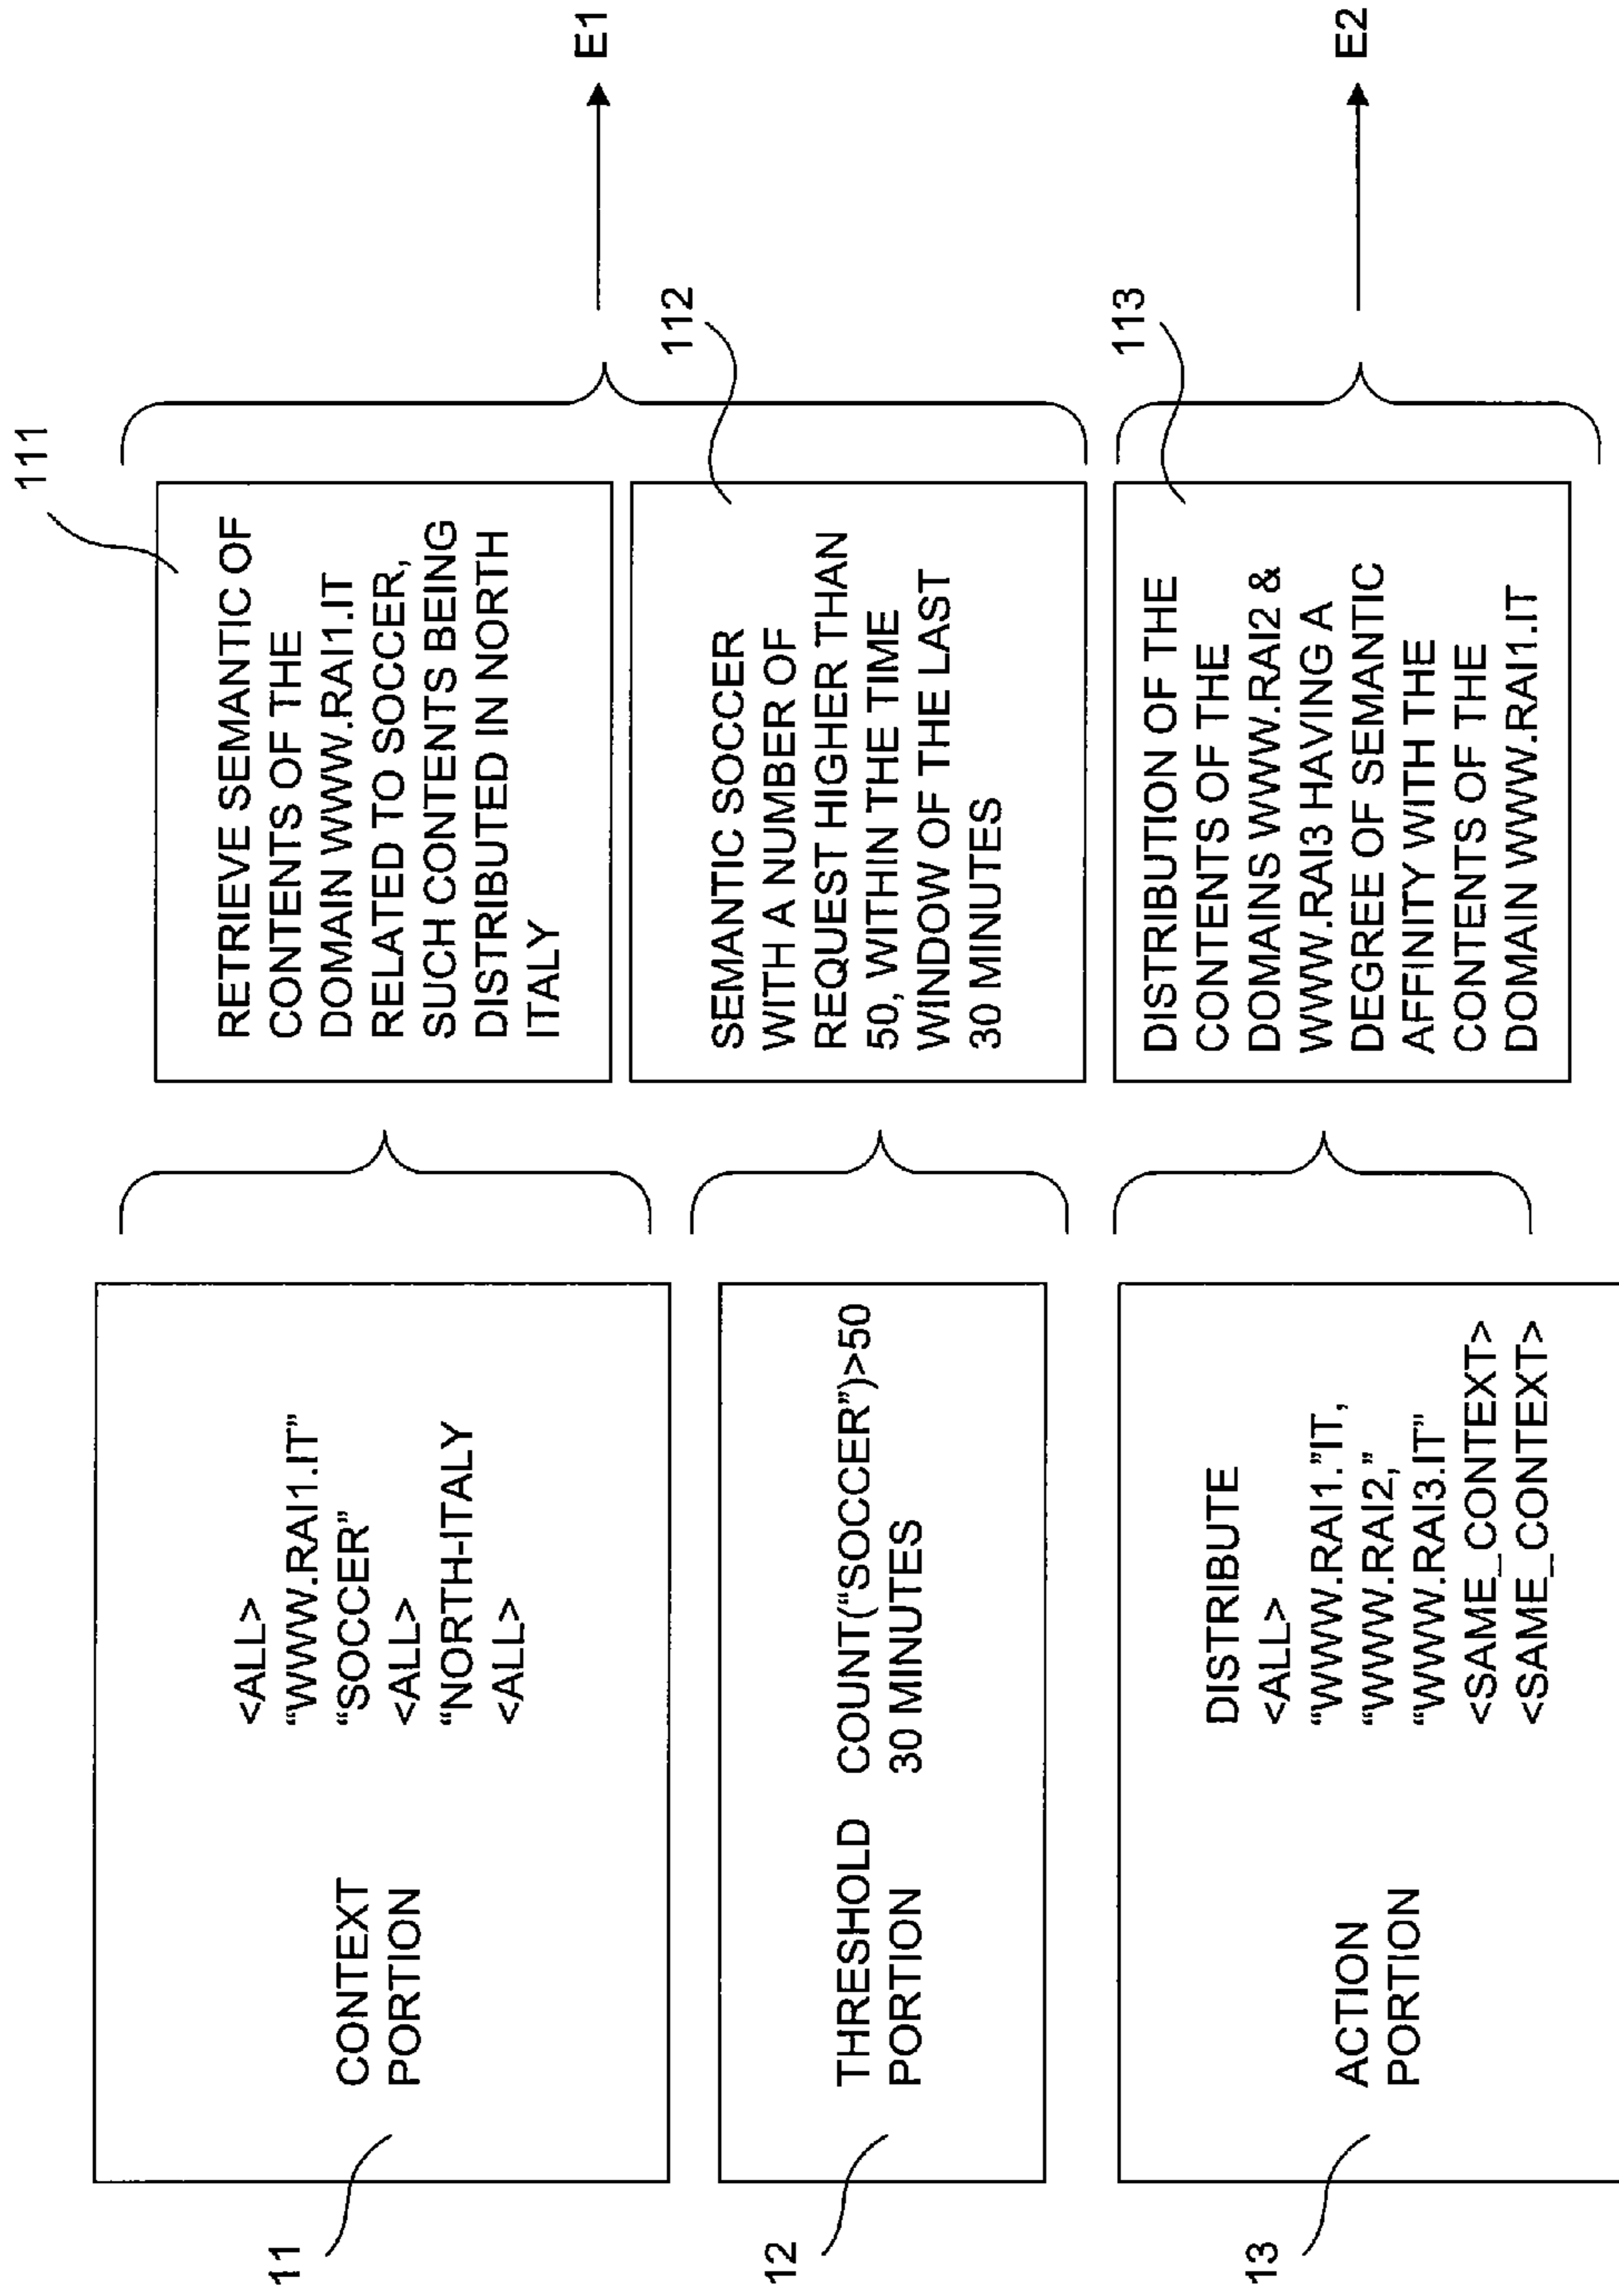 11
CONTEXT
PORTION
<ALL>
“WWW.RAI1.IT”
“SOCCER”
<ALL>
“NORTH-ITALY
<ALL>
111
RETRIEVE SEMANTIC OF
CONTENTS OF THE
DOMAIN WWW.RAI1.IT
RELATED TO SOCCER,
SUCH CONTENTS BEING
DISTRIBUTED IN NORTH
ITALY
E1
12
THRESHOLD
PORTION
COUNT(“SOCCER”)>50
30 MINUTES
112
SEMANTIC SOCCER
WITH A NUMBER OF
REQUEST HIGHER THAN
50, WITHIN THE TIME
WINDOW OF THE LAST
30 MINUTES
13
ACTION
PORTION
DISTRIBUTE
<ALL>
“WWW.RAI1.”IT,
“WWW.RAI2,”
“WWW.RAI3.IT”
<SAME_CONTEXT>
<SAME_CONTEXT>
113
DISTRIBUTION OF THE
CONTENTS OF THE
DOMAINS WWW.RAI2 &
WWW.RAI3 HAVING A
DEGREE OF SEMANTIC
AFFINITY WITH THE
CONTENTS OF THE
DOMAIN WWW.RAI1.IT
E2